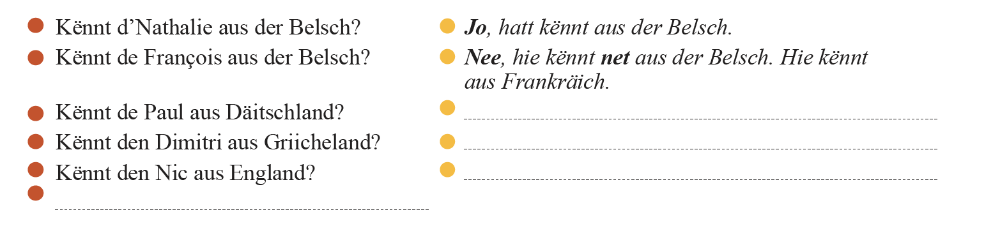 Kënnt d’Nathalie aus der Belsch?
Jo, hatt kënnt aus der Belsch.
Kënnt de François aus der Belsch?
Nee, hie kënnt net aus der Belsch. Hie kënnt
aus Frankräich.
Kënnt de Paul aus Däitschland?
Kënnt den Dimitri aus Griicheland?
Kënnt den Nic aus England?